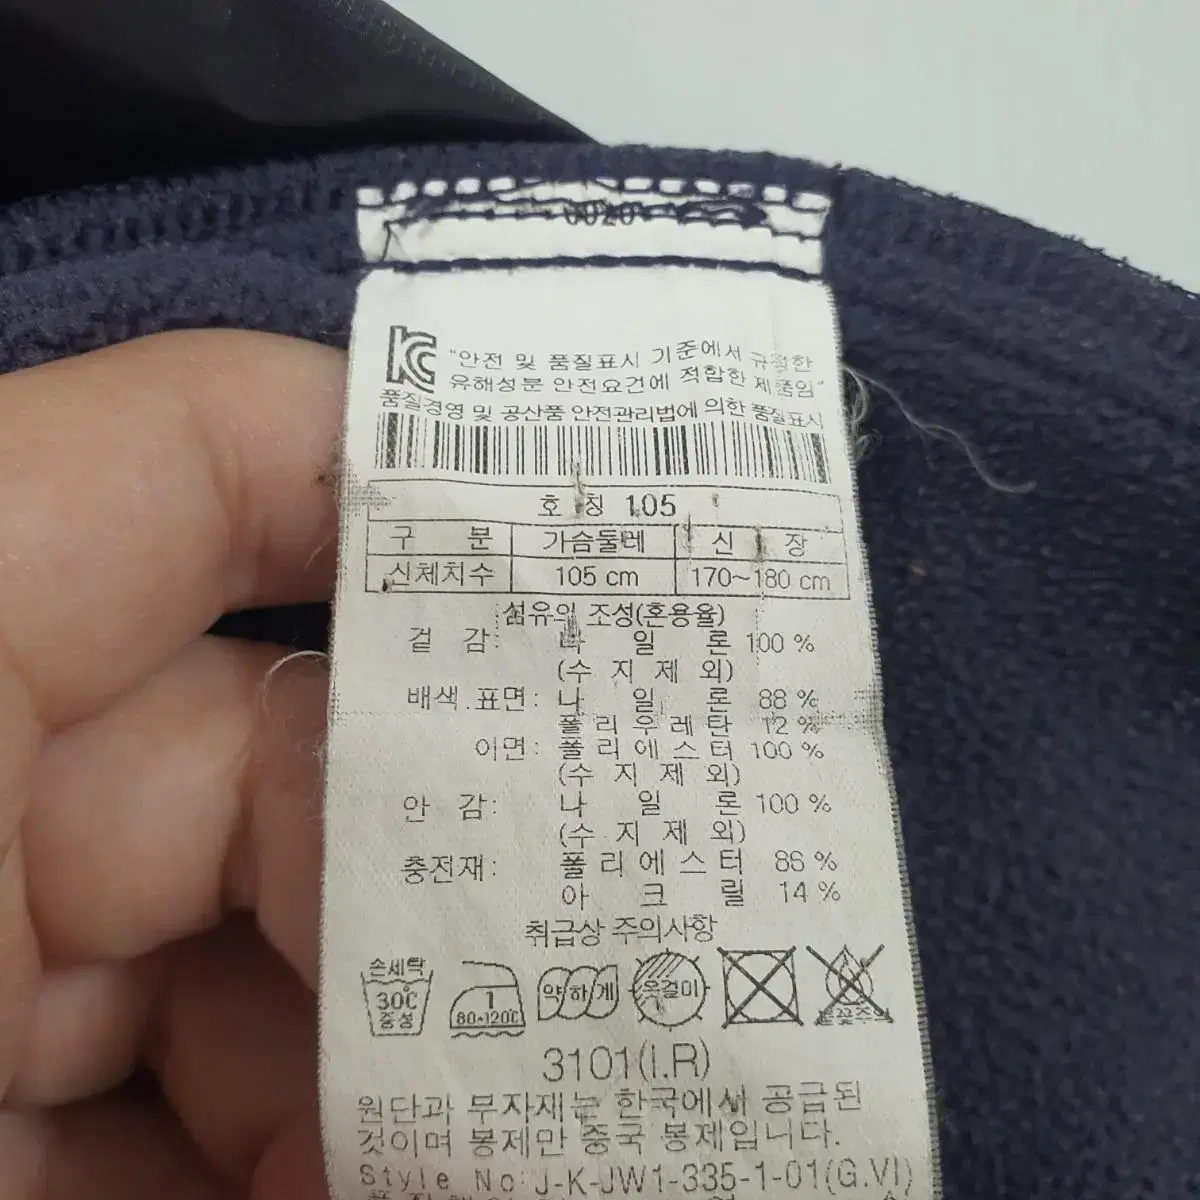 0020
"안전 및 품질표시 기준에서 규정한
유해성분 안전요건에 적합한 제품임"
품질경영 및 공산품 안전관리법에 의한 품질표시
호 칭 105
구 분 가슴둘레 신 장
신체치수 105 cm 170~180 cm
섬유의 조성(혼용율)
겉 감: 나 일 론 100 %
(수 지 제 외)
배색.표면: 나 일 론 88 %
폴 리 우 레 탄 12 %
이면: 폴 리 에 스 터 100 %
(수 지 제 외)
안 감: 나 일 론 100 %
(수 지 제 외)
충전재: 폴 리 에 스 터 86 %
아 크 릴 14 %
취급상 주의사항
손세탁
30℃
중성
1
80~120℃
약하게
옷걸이
3101(I.R)
원단과 부자재는 한국에서 공급된
것이며 봉제만 중국 봉제입니다.
Style No: J-K-JW1-335-1-01(G.VI)